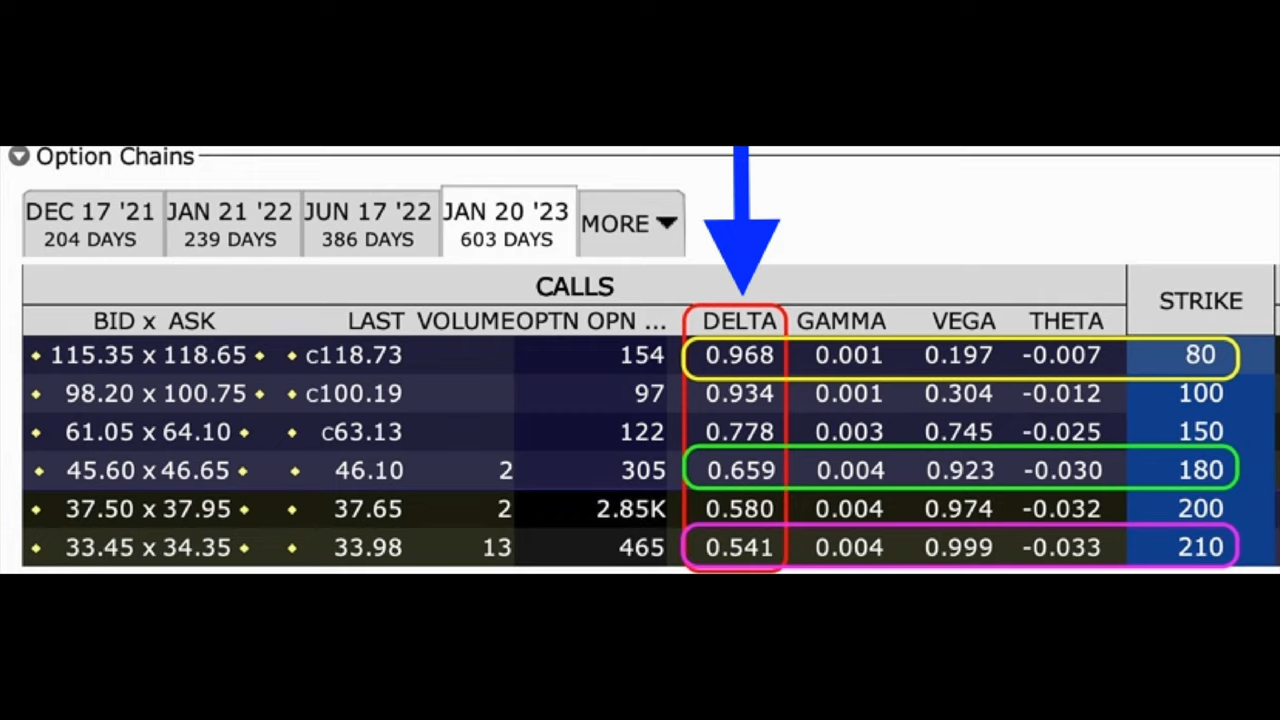 Option Chains
DEC 17 '21 JAN 21 '22 JUN 17 '22 JAN 20 '23 MORE
204 DAYS 239 DAYS 386 DAYS 603 DAYS
CALLS STRIKE
BID x ASK LAST VOLUME OPTN OPN ... DELTA GAMMA VEGA THETA
115.35 x 118.65 c118.73 154 0.968 0.001 0.197 -0.007 80
98.20 x 100.75 c100.19 97 0.934 0.001 0.304 -0.012 100
61.05 x 64.10 c63.13 122 0.778 0.003 0.745 -0.025 150
45.60 x 46.65 46.10 2 305 0.659 0.004 0.923 -0.030 180
37.50 x 37.95 37.65 2 2.85K 0.580 0.004 0.974 -0.032 200
33.45 x 34.35 33.98 13 465 0.541 0.004 0.999 -0.033 210